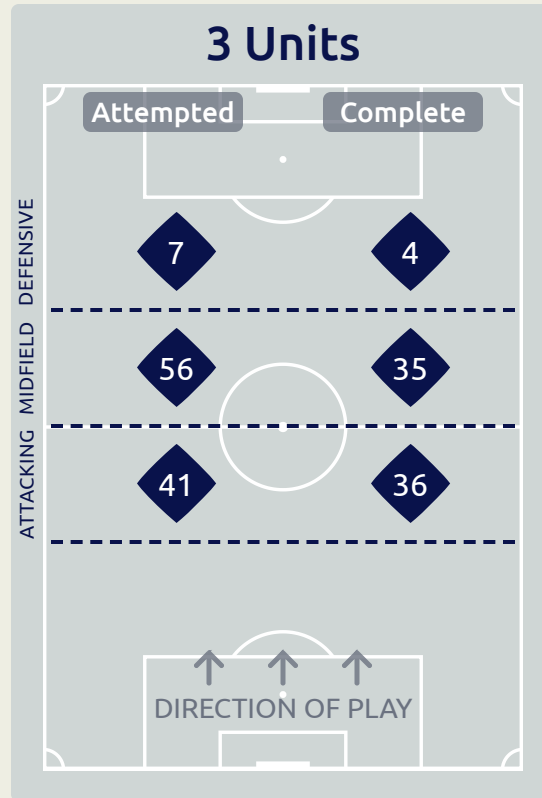 3 Units
Attempted Complete
DEFENSIVE
7 4
MIDFIELD
56 35
ATTACKING
41 36
DIRECTION OF PLAY